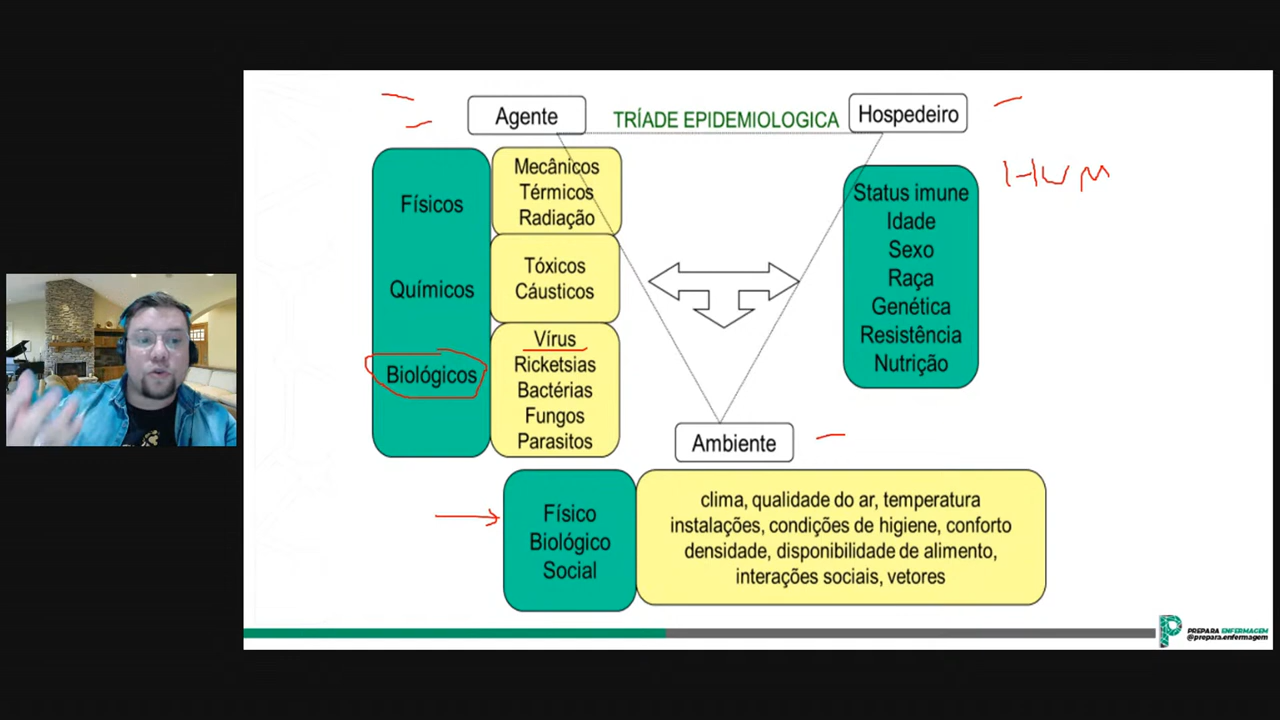 Agente
TRÍADE EPIDEMIOLOGICA
Hospedeiro
Físicos
Mecânicos
Térmicos
Radiação
Químicos
Tóxicos
Cáusticos
Biológicos
Vírus
Ricketsias
Bactérias
Fungos
Parasitos
Status imune
Idade
Sexo
Raça
Genética
Resistência
Nutrição
Hum
Ambiente
Físico
Biológico
Social
clima, qualidade do ar, temperatura
instalações, condições de higiene, conforto
densidade, disponibilidade de alimento,
interações sociais, vetores
PREPARA ENFERMAGEM
@prepara.enfermagem